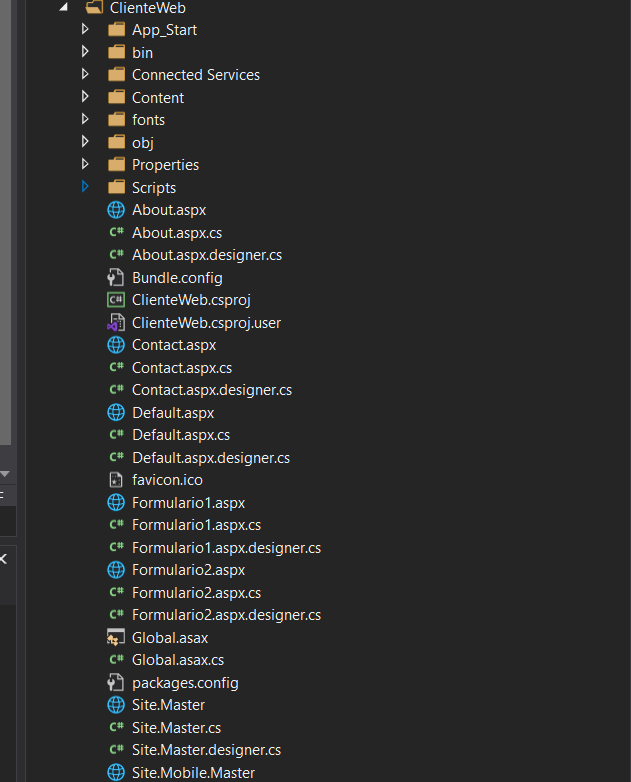 ClienteWeb
App_Start
bin
Connected Services
Content
fonts
obj
Properties
Scripts
About.aspx
C# About.aspx.cs
C# About.aspx.designer.cs
Bundle.config
C# ClienteWeb.csproj
ClienteWeb.csproj.user
Contact.aspx
C# Contact.aspx.cs
C# Contact.aspx.designer.cs
Default.aspx
C# Default.aspx.cs
C# Default.aspx.designer.cs
favicon.ico
Formulario1.aspx
C# Formulario1.aspx.cs
C# Formulario1.aspx.designer.cs
Formulario2.aspx
C# Formulario2.aspx.cs
C# Formulario2.aspx.designer.cs
Global.asax
C# Global.asax.cs
packages.config
Site.Master
C# Site.Master.cs
C# Site.Master.designer.cs
Site.Mobile.Master